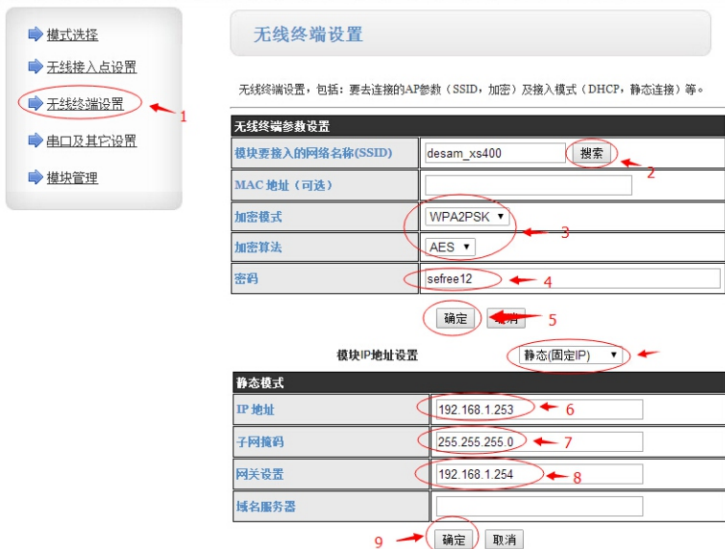 模式选择
无线接入点设置
无线终端设置
1
串口及其它设置
模块管理
无线终端设置
无线终端设置，包括：要去连接的AP参数（SSID，加密）及接入模式（DHCP，静态连接）等。
无线终端参数设置
模块要接入的网络名称(SSID) desam_xs400 搜索
2
MAC 地址（可选）
加密模式 WPA2PSK
3
加密算法 AES
密码 sefree12 4
确定 取消 5
模块IP地址设置 静态(固定IP)
静态模式
IP 地址 192.168.1.253 6
子网掩码 255.255.255.0 7
网关设置 192.168.1.254 8
域名服务器
9 确定 取消